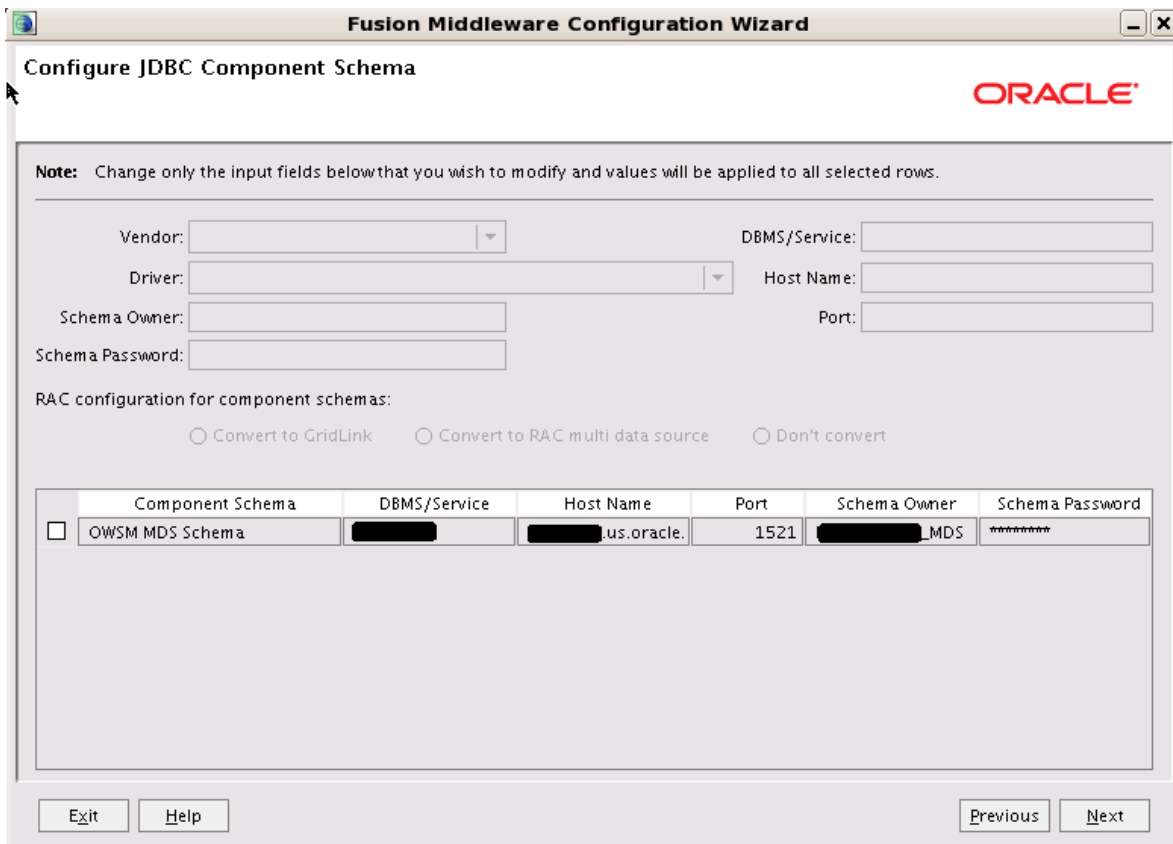 Fusion Middleware Configuration Wizard
Configure JDBC Component Schema
ORACLE
Note: Change only the input fields below that you wish to modify and values will be applied to all selected rows.
Vendor: DBMS/Service:
Driver: Host Name:
Schema Owner: Port:
Schema Password:
RAC configuration for component schemas:
Convert to GridLink Convert to RAC multi data source Don't convert
Component Schema DBMS/Service Host Name Port Schema Owner Schema Password
OWSM MDS Schema .us.oracle. 1521 _MDS ********
Exit Help Previous Next